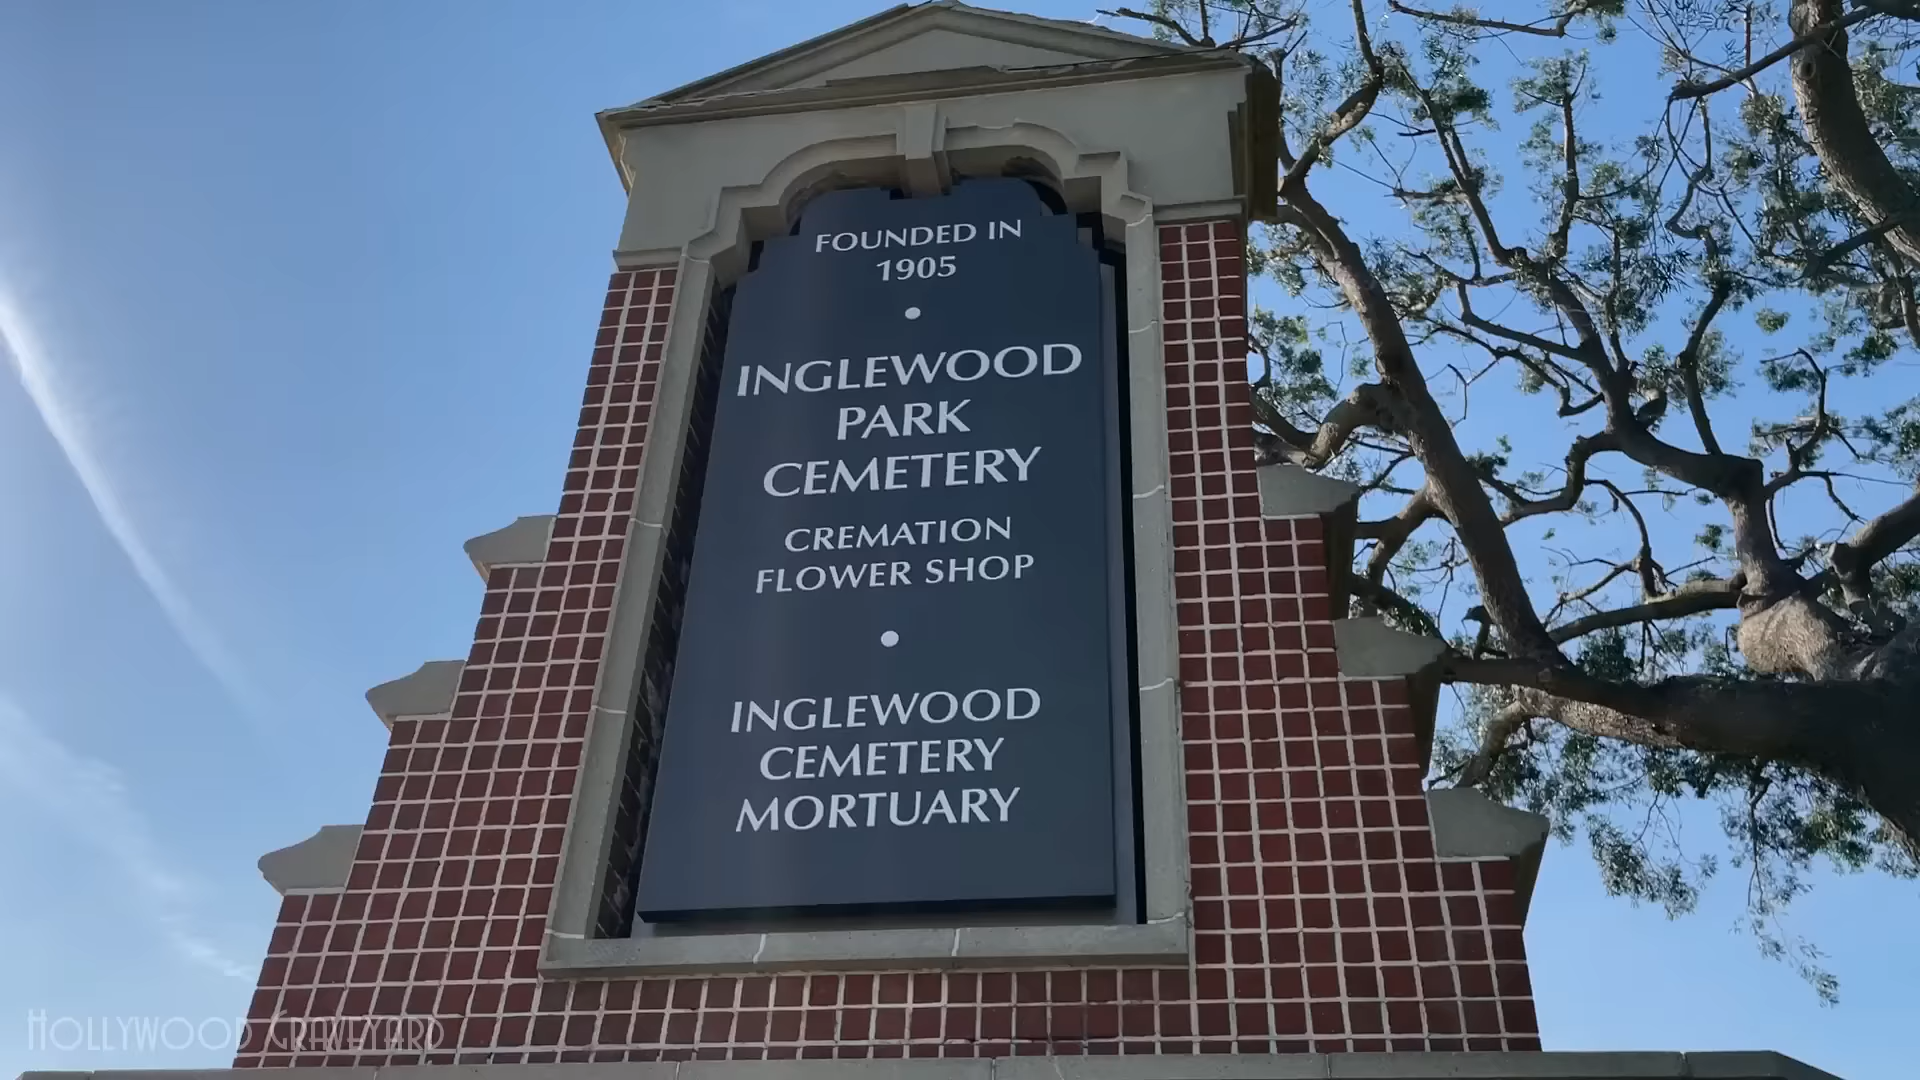 FOUNDED IN
1905
INGLEWOOD
PARK
CEMETERY
CREMATION
FLOWER SHOP
INGLEWOOD
CEMETERY
MORTUARY
HOLLYWOOD GRAVEYARD